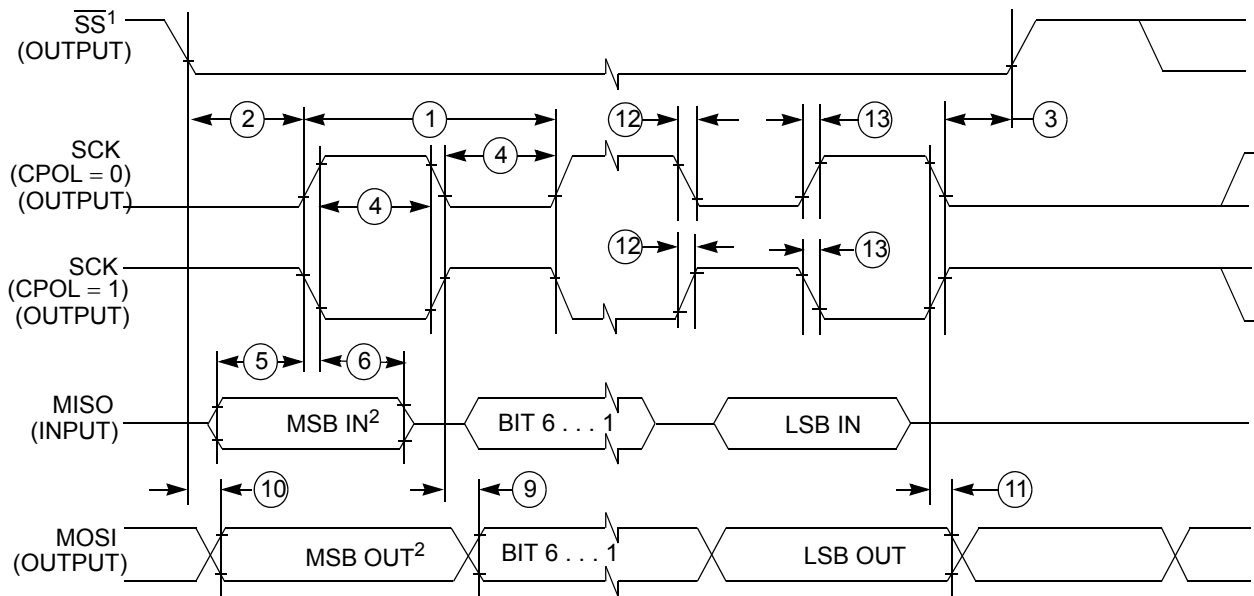 SS¹
(OUTPUT)
2 1 12 13 3
SCK
(CPOL = 0)
(OUTPUT)
4
4
SCK
(CPOL = 1)
(OUTPUT)
12 13
5 6
MISO
(INPUT)
MSB IN² BIT 6 . . . 1 LSB IN
10 9 11
MOSI
(OUTPUT)
MSB OUT² BIT 6 . . . 1 LSB OUT